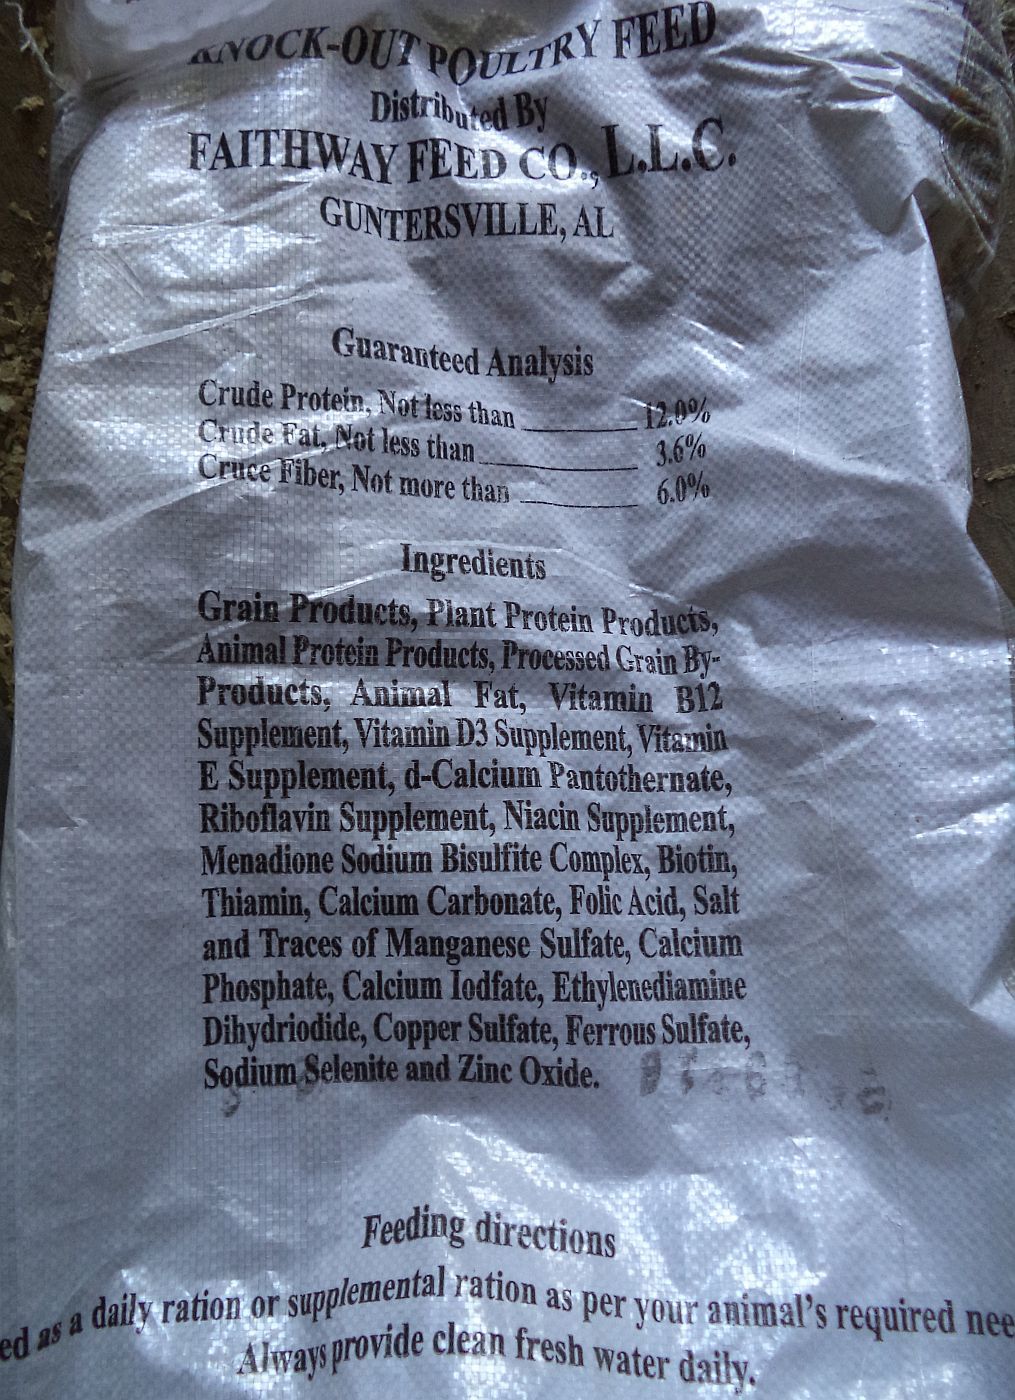 KNOCK-OUT POULTRY FEED
Distributed By
FAITHWAY FEED CO., L.L.C.
GUNTERSVILLE, AL
Guaranteed Analysis
Crude Protein, Not less than 12.0%
Crude Fat, Not less than 3.6%
Cruce Fiber, Not more than 6.0%
Ingredients
Grain Products, Plant Protein Products,
Animal Protein Products, Processed Grain By-
Products, Animal Fat, Vitamin B12
Supplement, Vitamin D3 Supplement, Vitamin
E Supplement, d-Calcium Pantothernate,
Riboflavin Supplement, Niacin Supplement,
Menadione Sodium Bisulfite Complex, Biotin,
Thiamin, Calcium Carbonate, Folic Acid, Salt
and Traces of Manganese Sulfate, Calcium
Phosphate, Calcium Iodfate, Ethylenediamine
Dihydriodide, Copper Sulfate, Ferrous Sulfate,
Sodium Selenite and Zinc Oxide.
Feeding directions
ed as a daily ration or supplemental ration as per your animal's required nee
Always provide clean fresh water daily.